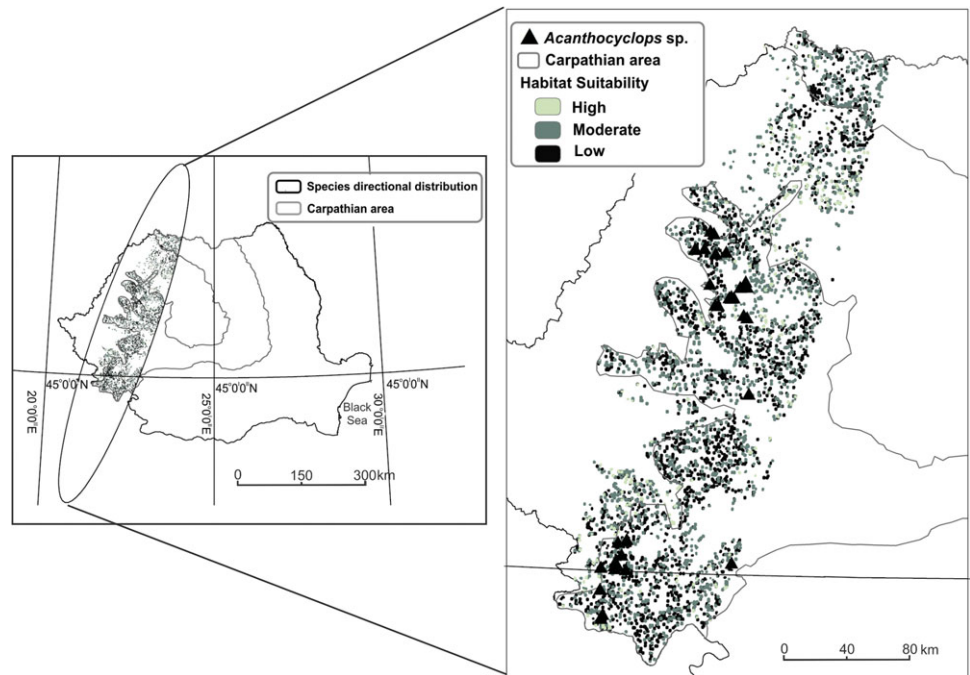 Species directional distribution
Carpathian area
45°0'0"N
45°0'0"N
45°0'0"N
20°0'0"E
25°0'0"E
30°0'0"E
Black
Sea
0 150 300km
Acanthocyclops sp.
Carpathian area
Habitat Suitability
High
Moderate
Low
0 40 80 km